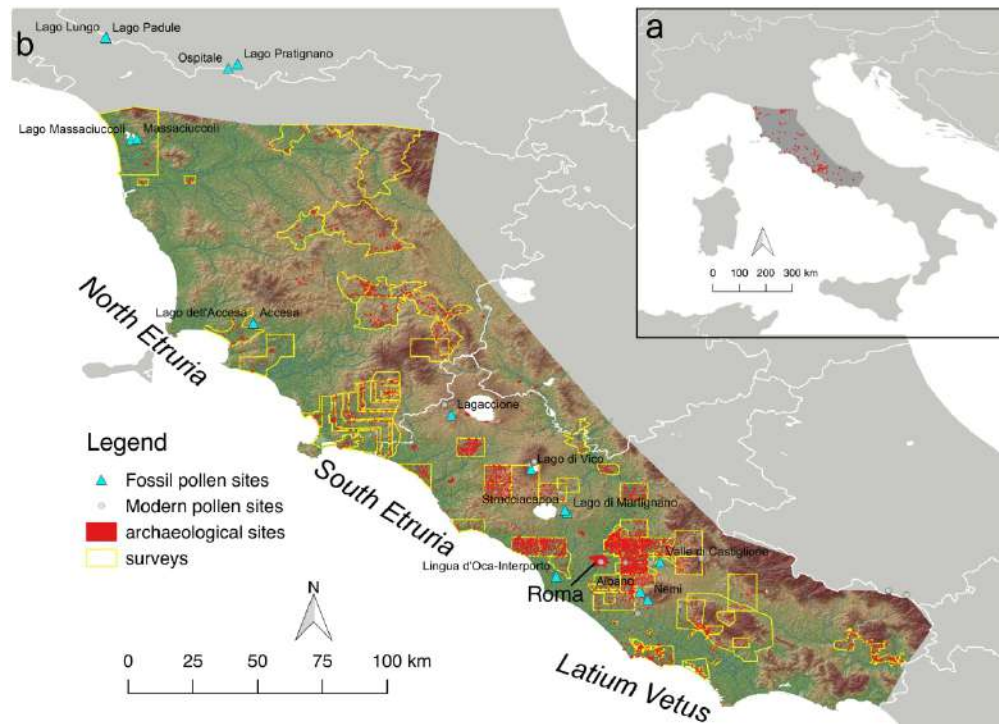 b
Lago Lungo
Lago Padule
Ospitale
Lago Pratignano
Lago Massaciuccoli
Massaciuccoli
a
0 100 200 300 km
North Etruria
Lago dell'Accesa
Accesa
Lagaccione
Legend
Fossil pollen sites
Modern pollen sites
archaeological sites
surveys
South Etruria
Lago di Vico
Stracciacappa
Lago di Martignano
Lingua d'Oca-Interporto
Valle di Castiglione
Roma
Albano
Nemi
N
0 25 50 75 100 km
Latium Vetus